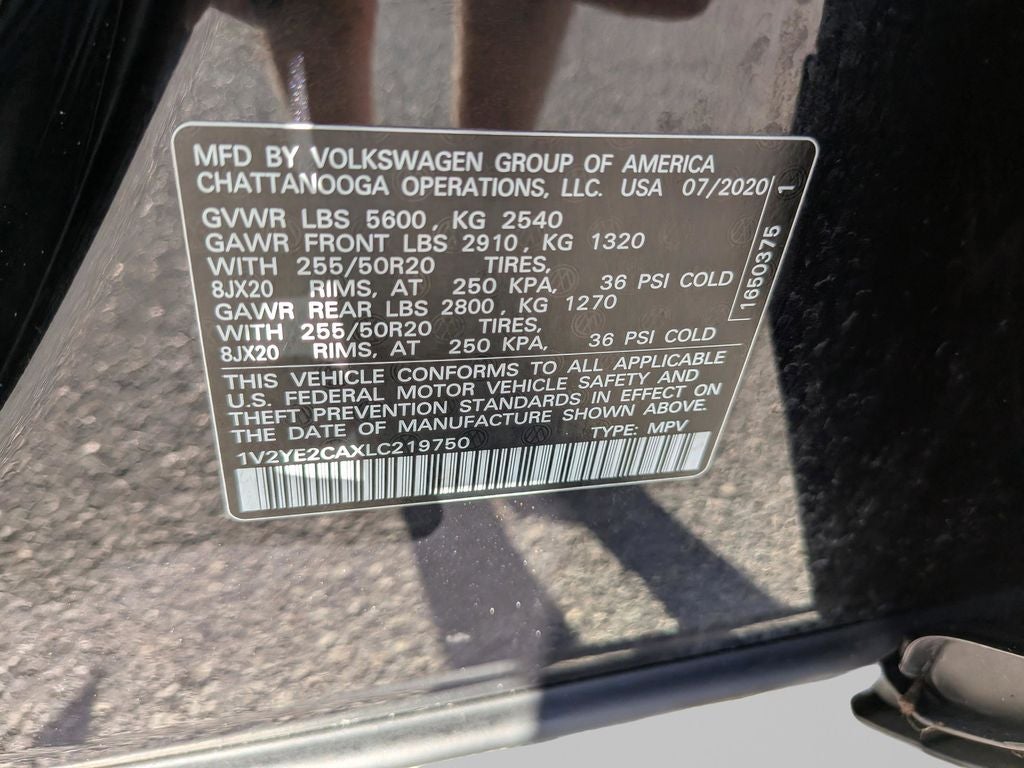 MFD BY VOLKSWAGEN GROUP OF AMERICA
CHATTANOOGA OPERATIONS, LLC. USA 07/2020
GVWR LBS 5600, KG 2540
GAWR FRONT LBS 2910, KG 1320
WITH 255/50R20 TIRES,
8JX20 RIMS, AT 250 KPA, 36 PSI COLD
GAWR REAR LBS 2800, KG 1270
WITH 255/50R20 TIRES,
8JX20 RIMS, AT 250 KPA, 36 PSI COLD
THIS VEHICLE CONFORMS TO ALL APPLICABLE
U.S. FEDERAL MOTOR VEHICLE SAFETY AND
THEFT PREVENTION STANDARDS IN EFFECT ON
THE DATE OF MANUFACTURE SHOWN ABOVE.
1V2YE2CAXLC219750 TYPE: MPV
1650375 1